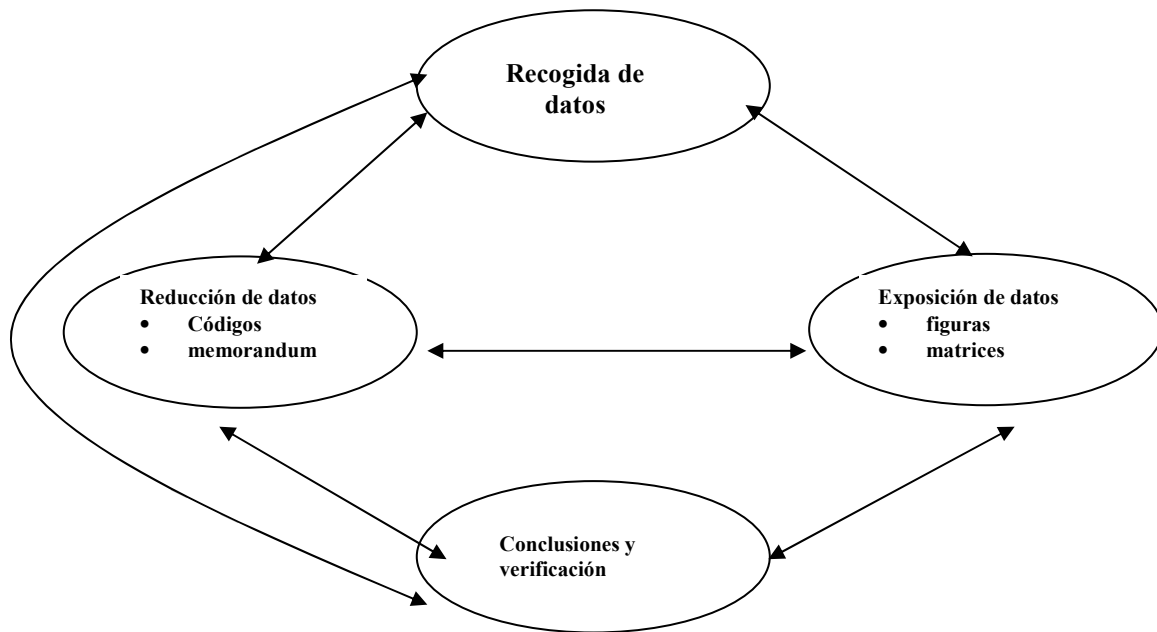 Recogida de
datos
Reducción de datos
• Códigos
• memorandum
Exposición de datos
• figuras
• matrices
Conclusiones y
verificación